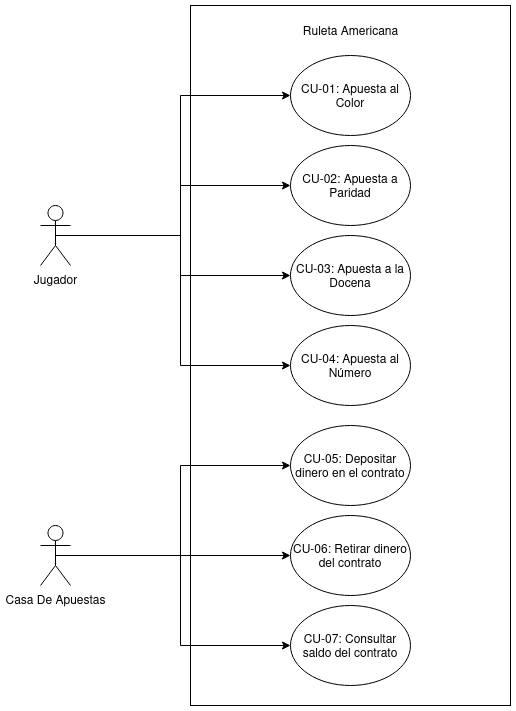 Ruleta Americana
CU-01: Apuesta al
Color
CU-02: Apuesta a
Paridad
Jugador
CU-03: Apuesta a la
Docena
CU-04: Apuesta al
Número
CU-05: Depositar
dinero en el contrato
CU-06: Retirar dinero
del contrato
Casa De Apuestas
CU-07: Consultar
saldo del contrato